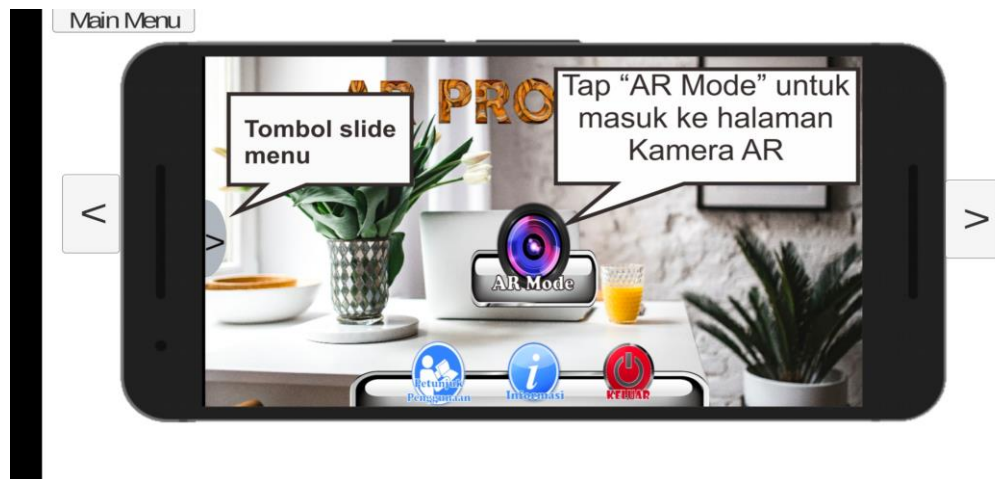 Main Menu
AR PRO
Tap “AR Mode” untuk
masuk ke halaman
Kamera AR
Tombol slide
menu
<
>
>
AR Mode
Petunjuk
Penggunaan
Informasi
KELUAR